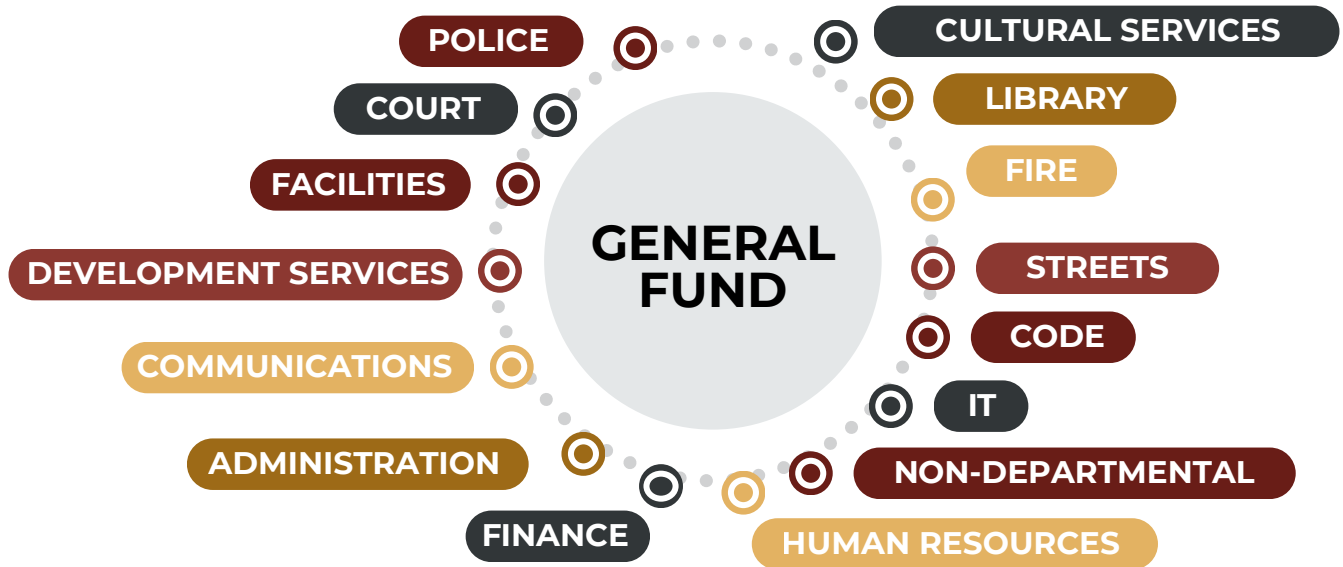 POLICE
COURT
FACILITIES
DEVELOPMENT SERVICES
COMMUNICATIONS
ADMINISTRATION
FINANCE
GENERAL
FUND
CULTURAL SERVICES
LIBRARY
FIRE
STREETS
CODE
IT
NON-DEPARTMENTAL
HUMAN RESOURCES